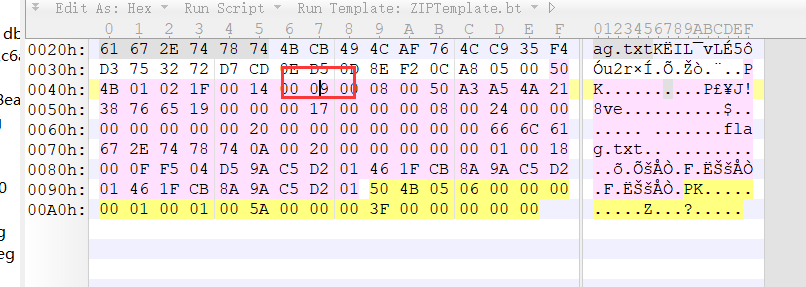 Edit As: Hex Run Script Run Template: ZIPTemplate.bt
0 1 2 3 4 5 6 7 8 9 A B C D E F 0123456789ABCDEF
0020h: 61 67 2E 74 78 74 4B CB 49 4C AF 76 4C C9 35 F4 ag.txtKËIL¯vLÉ5ô
0030h: D3 75 32 72 D7 CD 8E D5 0D 8E F2 0C A8 05 00 50 Óu2r×Í.Õ.Žò.¨..P
0040h: 4B 01 02 1F 00 14 00 09 00 08 00 50 A3 A5 4A 21 K..........P£¥J!
0050h: 38 76 65 19 00 00 00 17 00 00 00 08 00 24 00 00 8ve..........$..
0060h: 00 00 00 00 00 20 00 00 00 00 00 00 00 66 6C 61 ..... .......fla
0070h: 67 2E 74 78 74 0A 00 20 00 00 00 00 00 01 00 18 g.txt.. ........
0080h: 00 0F F5 04 D5 9A C5 D2 01 46 1F CB 8A 9A C5 D2 ..õ.ÕšÅÒ.F.ËŠšÅÒ
0090h: 01 46 1F CB 8A 9A C5 D2 01 50 4B 05 06 00 00 00 .F.ËŠšÅÒ.PK.....
00A0h: 00 01 00 01 00 5A 00 00 00 3F 00 00 00 00 00 .....Z...?.....
db
c6a
Bea
0
g
eg